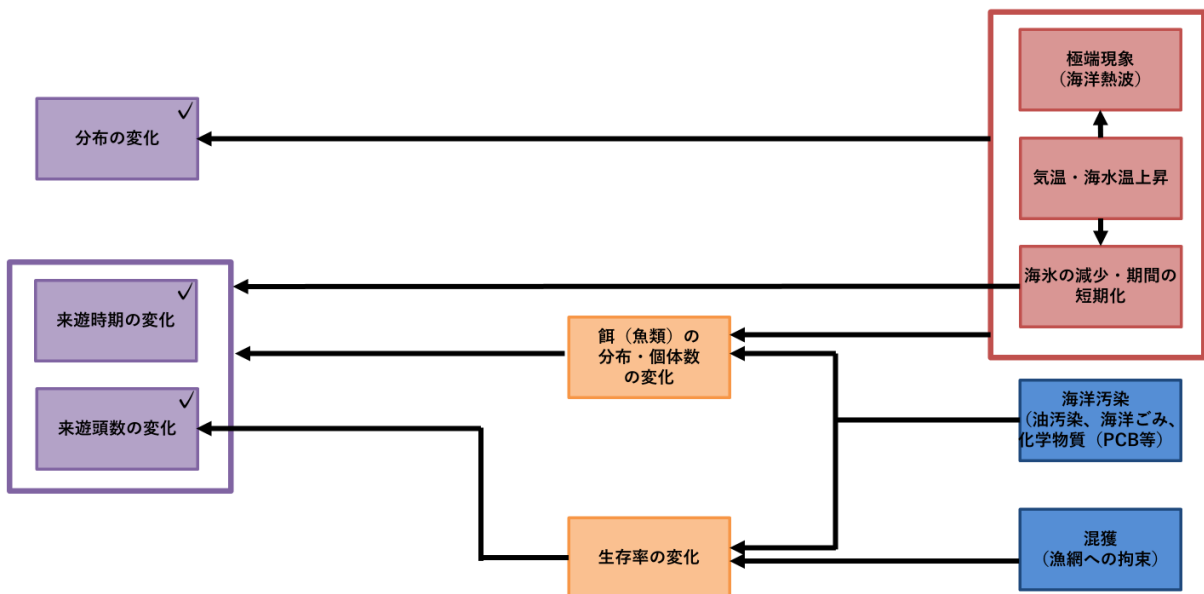 極端現象
（海洋熱波）
分布の変化
気温・海水温上昇
海氷の減少・期間の
短期化
来遊時期の変化
餌（魚類）の
分布・個体数
の変化
来遊頭数の変化
海洋汚染
（油汚染、海洋ごみ、
化学物質（PCB等）
生存率の変化
混獲
（漁網への拘束）